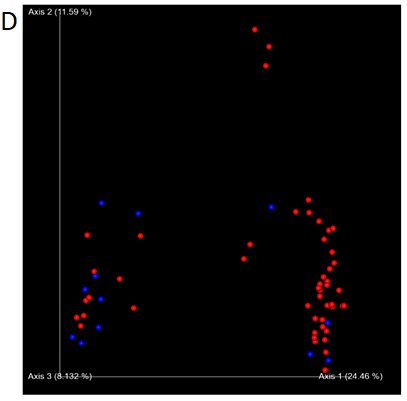 D
Axis 2 (11.59 %)
Axis 3 (8.132 %)
Axis 1 (24.46 %)